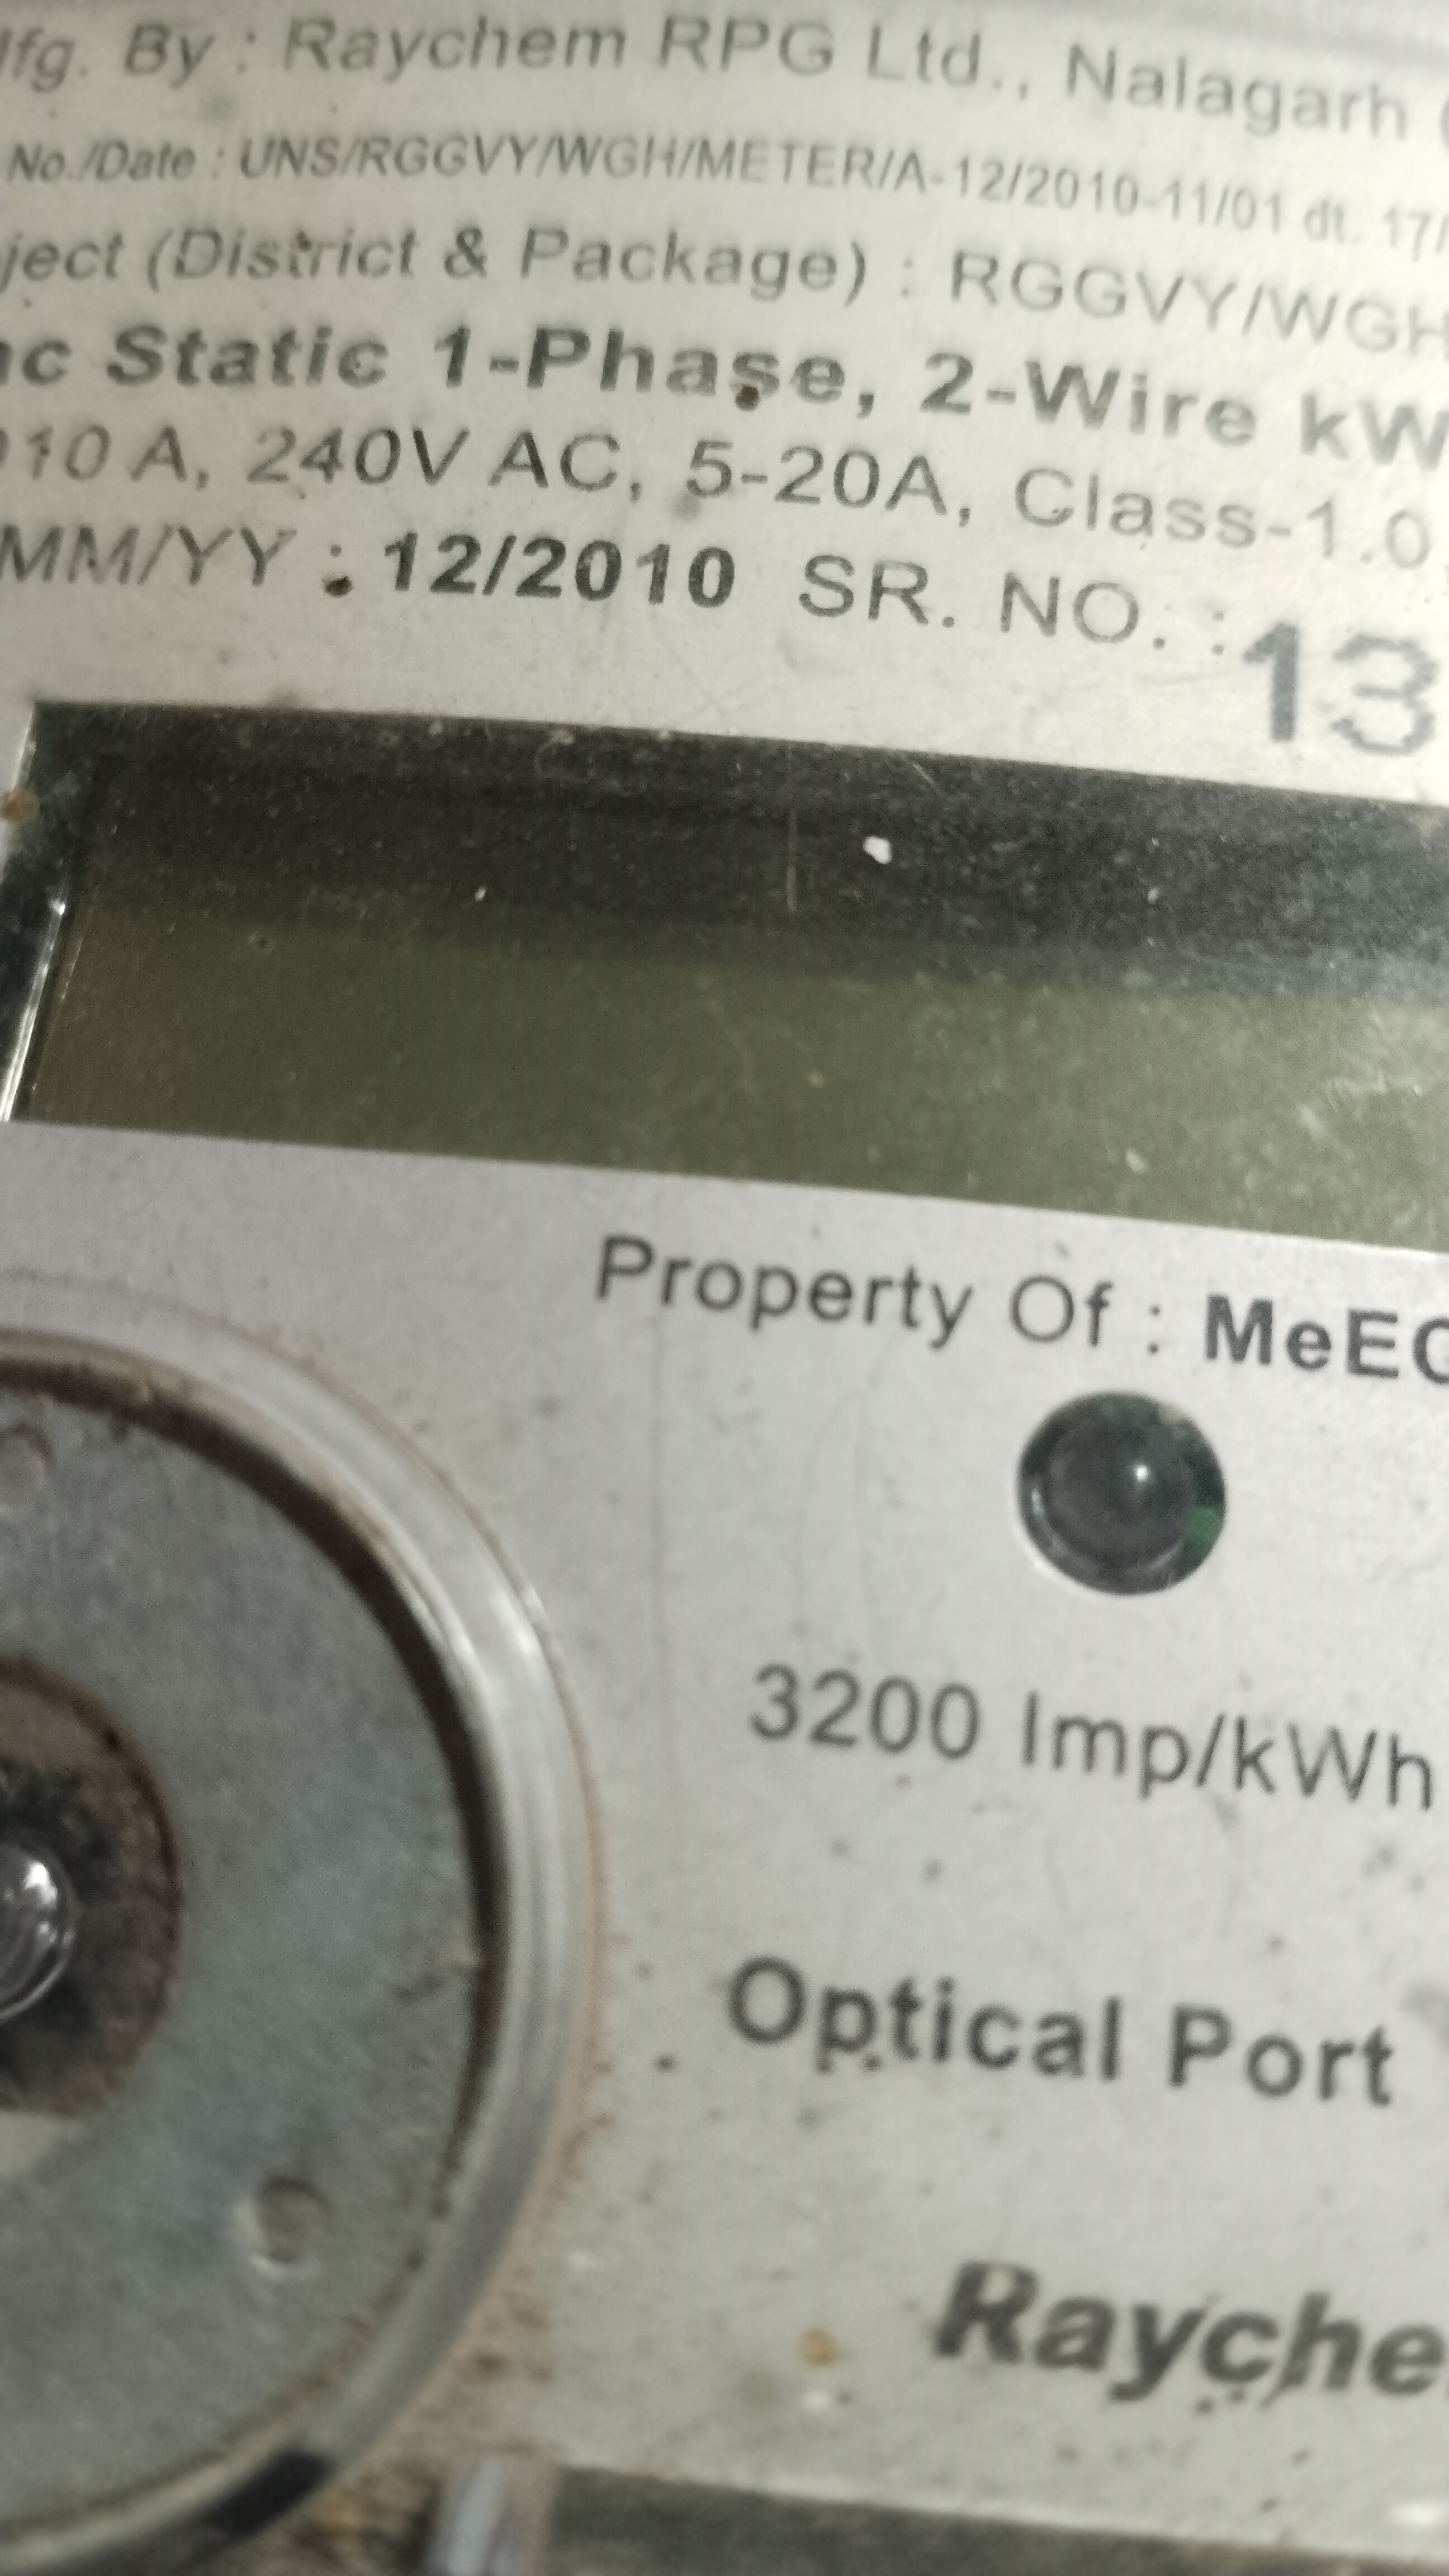 Mfg. By : Raychem RPG Ltd., Nalagarh (
No./Date : UNS/RGGVY/WGH/METER/A-12/2010-11/01 dt. 17/
ject (District & Package) : RGGVY/WGH
ac Static 1-Phase, 2-Wire kW
10 A, 240V AC, 5-20A, Class-1.0
MM/YY : 12/2010 SR. NO. : 13
Property Of : MeEC
3200 Imp/kWh
Optical Port
Rayche